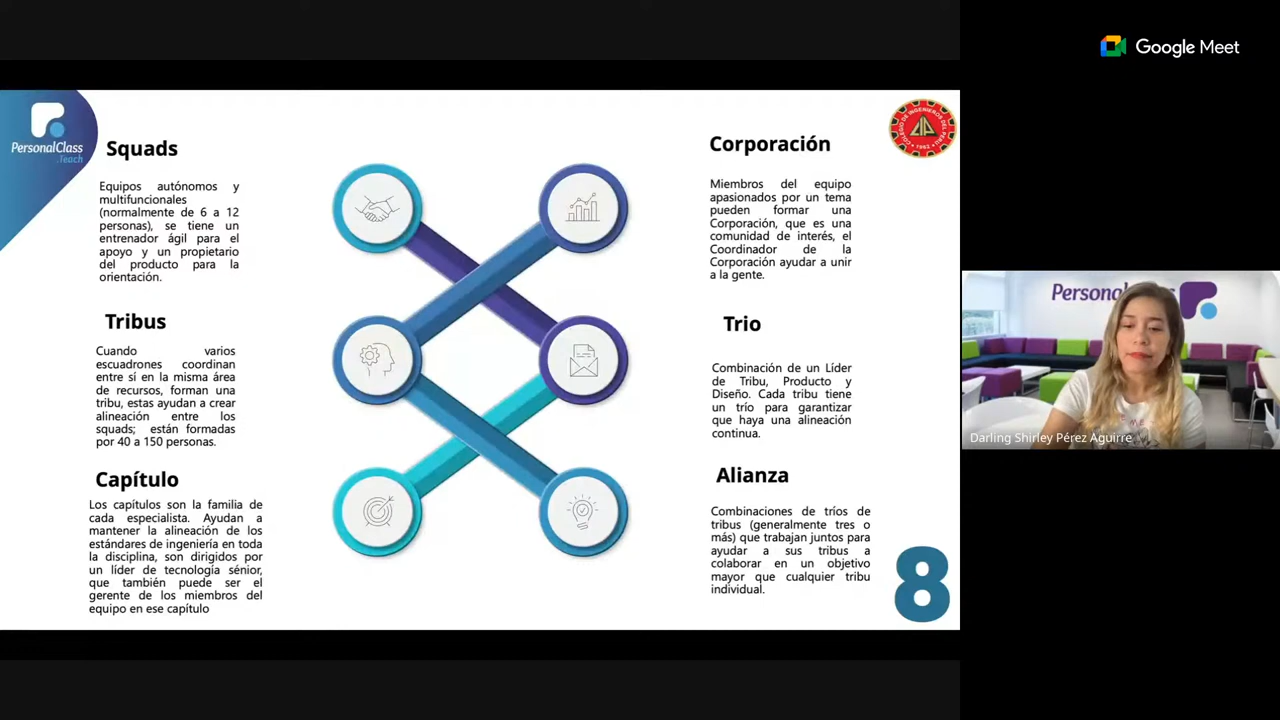 Google Meet
PersonalClass
.Teach
Squads
Equipos autónomos y
multifuncionales
(normalmente de 6 a 12
personas), se tiene un
entrenador ágil para el
apoyo y un propietario
del producto para la
orientación.
Tribus
Cuando varios
escuadrones coordinan
entre sí en la misma área
de recursos, forman una
tribu, estas ayudan a crear
alineación entre los
squads; están formadas
por 40 a 150 personas.
Capítulo
Los capítulos son la familia de
cada especialista. Ayudan a
mantener la alineación de los
estándares de ingeniería en toda
la disciplina, son dirigidos por
un líder de tecnología sénior,
que también puede ser el
gerente de los miembros del
equipo en ese capítulo
Corporación
Miembros del equipo
apasionados por un tema
pueden formar una
Corporación, que es una
comunidad de interés, el
Coordinador de la
Corporación ayudar a unir
a la gente.
Trio
Combinación de un Líder
de Tribu, Producto y
Diseño. Cada tribu tiene
un trío para garantizar
que haya una alineación
continua.
Alianza
Combinaciones de tríos de
tribus (generalmente tres o
más) que trabajan juntos para
ayudar a sus tribus a
colaborar en un objetivo
mayor que cualquier tribu
individual.
8
COLEGIO DE INGENIEROS DEL PERÚ
CIP
1962
Darling Shirley Pérez Aguirre